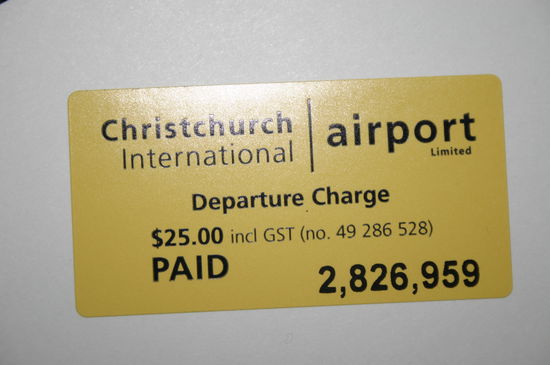 Christchurch
International
airport
Limited
Departure Charge
$25.00 incl GST (no. 49 286 528)
PAID
2,826,959